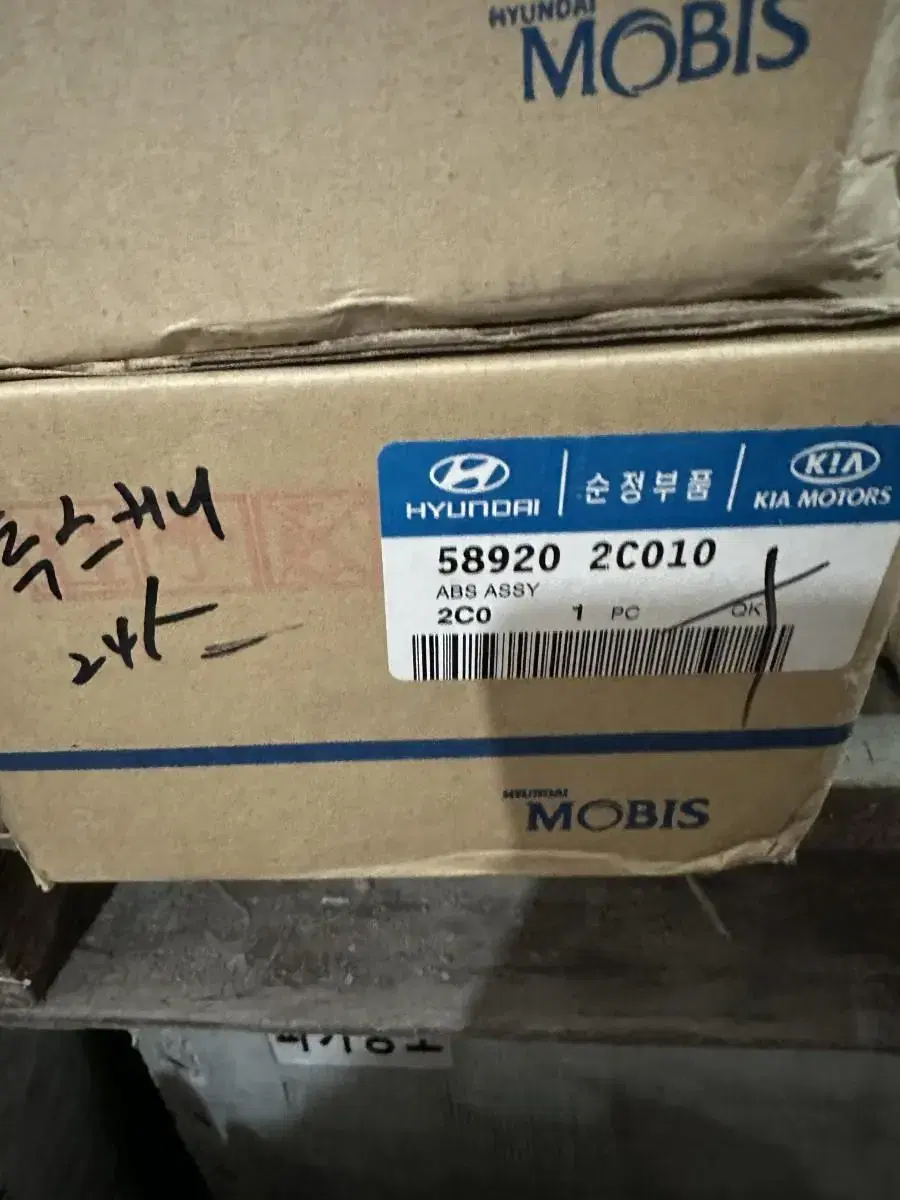 HYUNDAI
MOBIS
HYUNDAI 순정부품 KIA
KIA MOTORS
58920 2C010
ABS ASSY
2C0 1 PC OK
HYUNDAI
MOBIS